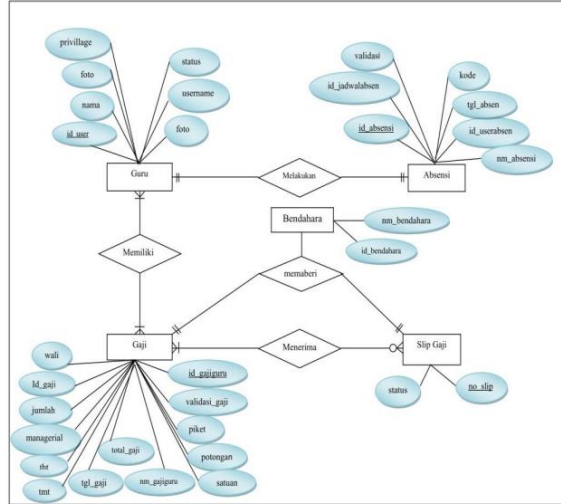 privillage
foto
nama
id_user
status
username
foto
validasi
id_jadwalabsen
id_absensi
kode
tgl_absen
id_userabsen
nm_absensi
Guru
Melakukan
Absensi
Bendahara
nm_bendahara
id_bendahara
Memiliki
memaberi
Gaji
Menerima
Slip Gaji
wali
Id_gaji
jumlah
managerial
tht
tmt
total_gaji
tgl_gaji
nm_gajiguru
id_gajiguru
validasi_gaji
piket
potongan
satuan
status
no_slip